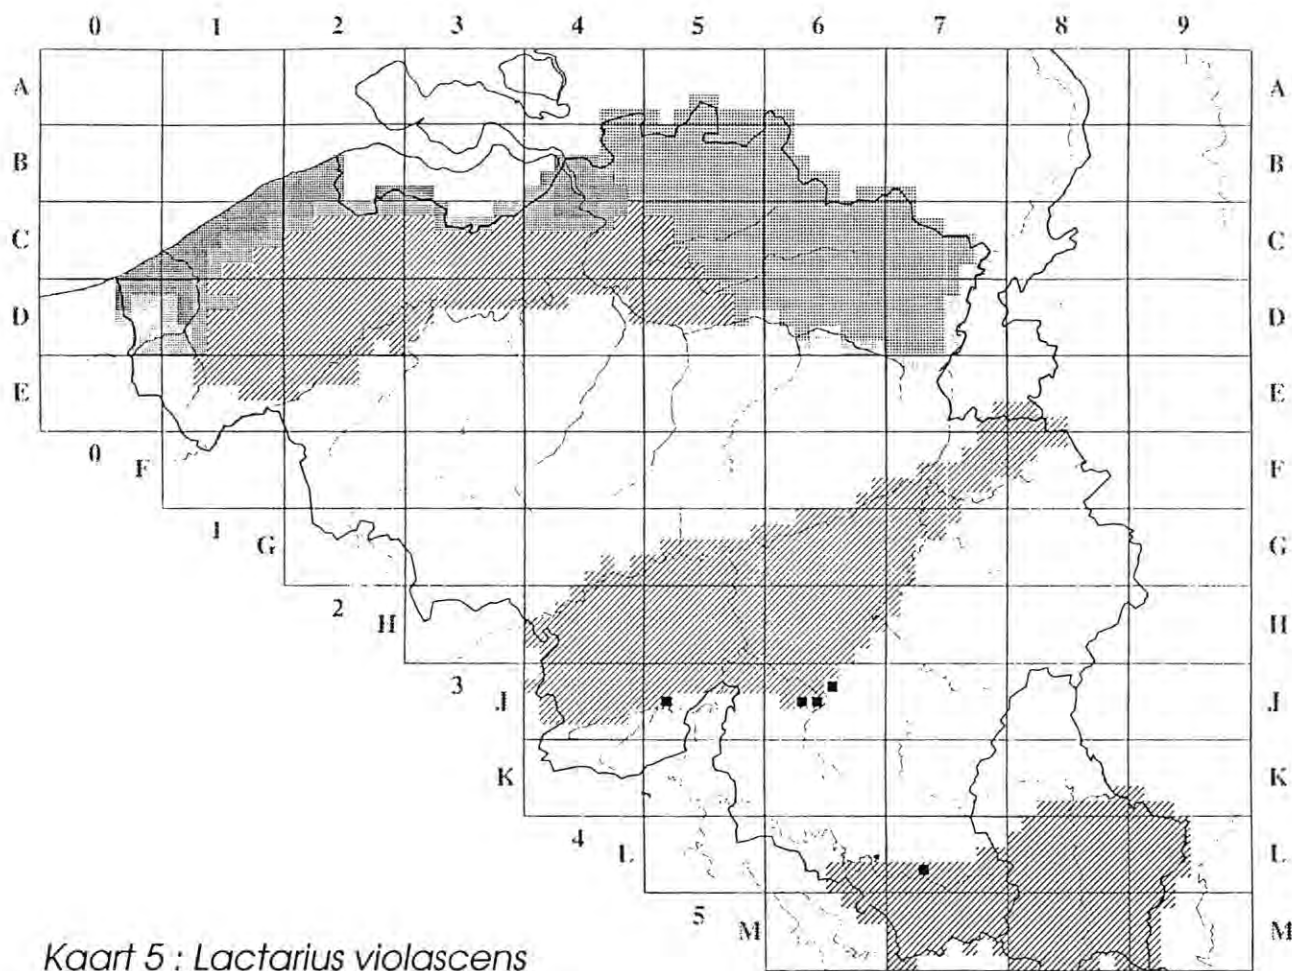 0 1 2 3 4 5 6 7 8 9
A A
B B
C C
D D
E E
0 F F
1 G G
2 H H
3 J J
K K
4 L L
5 M M
Kaart 5 : Lactarius violascens